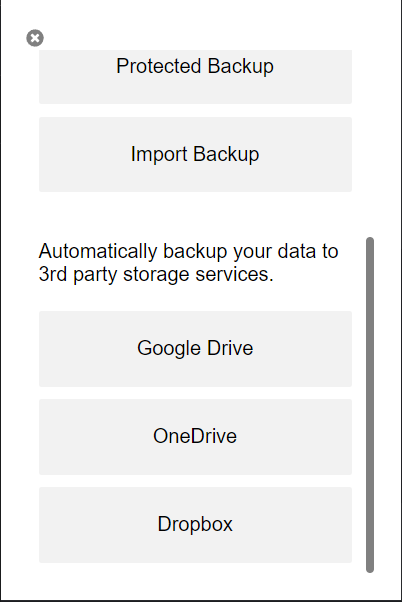 Protected Backup
Import Backup
Automatically backup your data to
3rd party storage services.
Google Drive
OneDrive
Dropbox